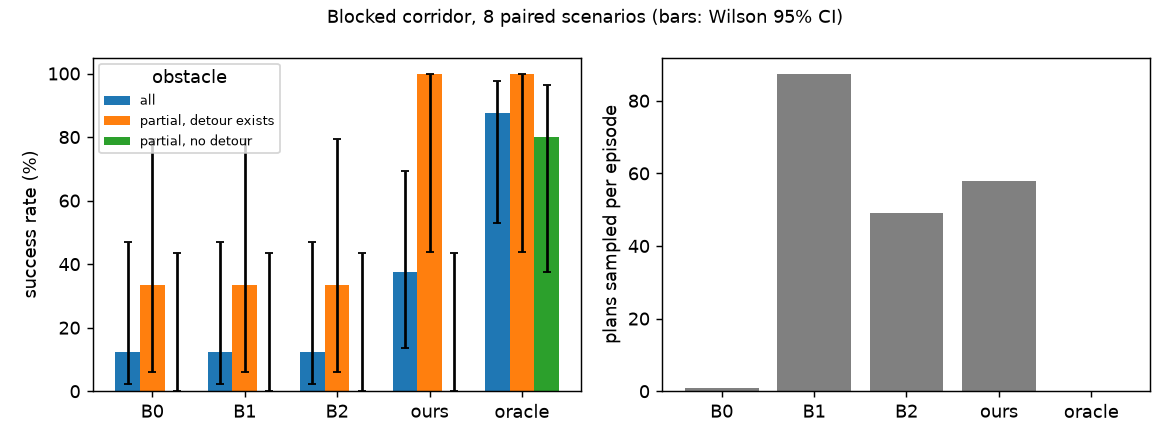 Blocked corridor, 8 paired scenarios (bars: Wilson 95% CI)
success rate (%)
100
80
60
40
20
0
obstacle
all
partial, detour exists
partial, no detour
B0
B1
B2
ours
oracle
plans sampled per episode
80
60
40
20
0
B0
B1
B2
ours
oracle